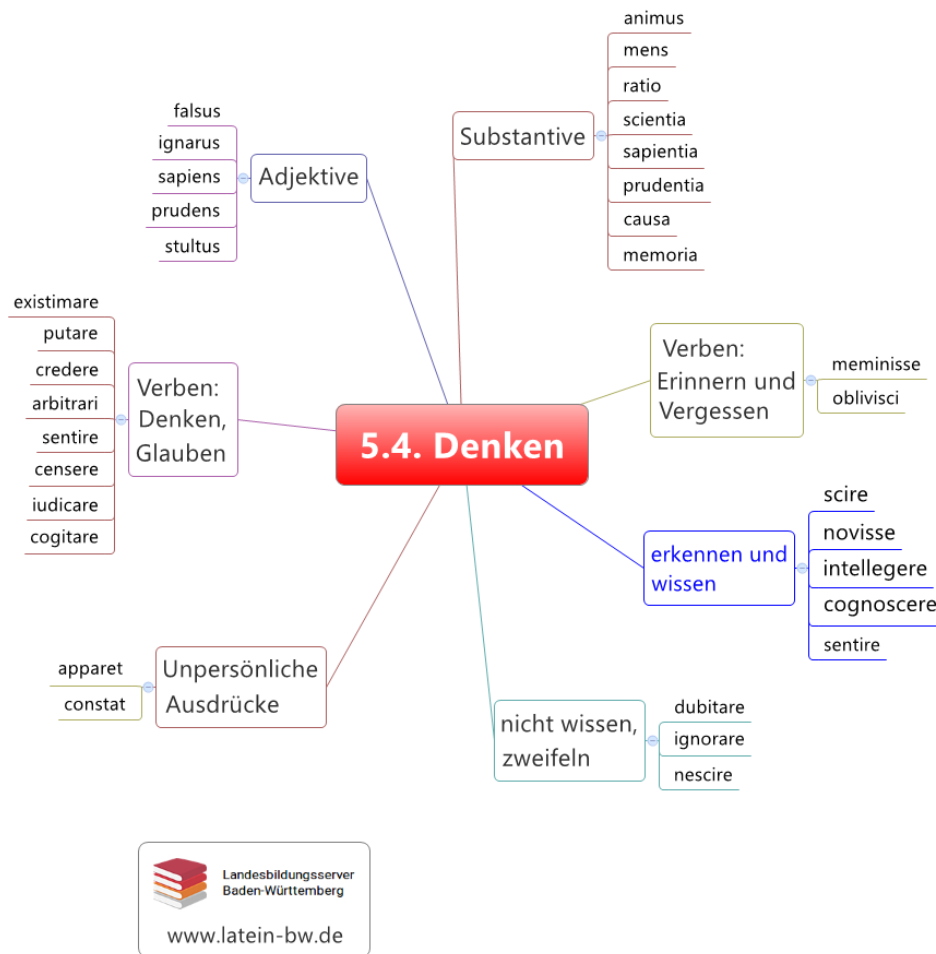 5.4. Denken
Substantive
animus
mens
ratio
scientia
sapientia
prudentia
causa
memoria
Verben:
Erinnern und
Vergessen
meminisse
oblivisci
erkennen und
wissen
scire
novisse
intellegere
cognoscere
sentire
nicht wissen,
zweifeln
dubitare
ignorare
nescire
Unpersönliche
Ausdrücke
apparet
constat
Verben:
Denken,
Glauben
existimare
putare
credere
arbitrari
sentire
censere
iudicare
cogitare
Adjektive
falsus
ignarus
sapiens
prudens
stultus
Landesbildungsserver
Baden-Württemberg
www.latein-bw.de